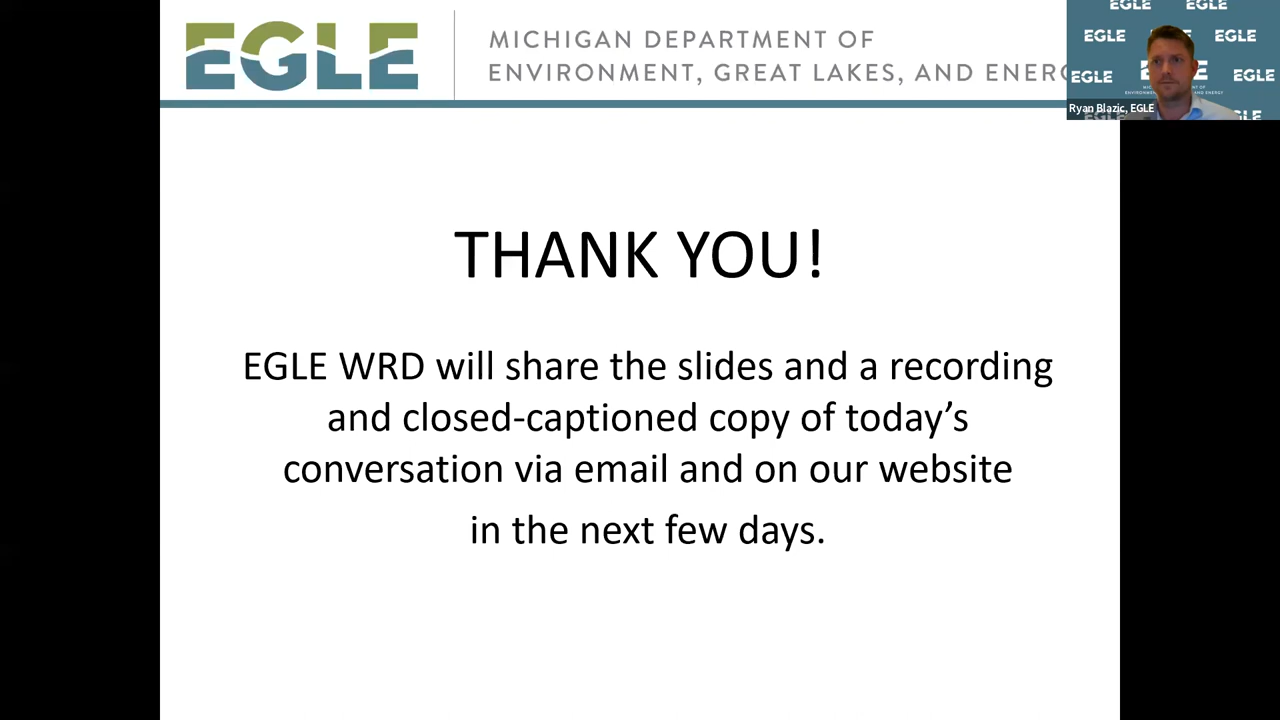 EGLE
MICHIGAN DEPARTMENT OF
ENVIRONMENT, GREAT LAKES, AND ENERG
EGLE EGLE
EGLE EGLE
EGLE EGLE
Ryan Blazic, EGLE
THANK YOU!
EGLE WRD will share the slides and a recording
and closed-captioned copy of today’s
conversation via email and on our website
in the next few days.